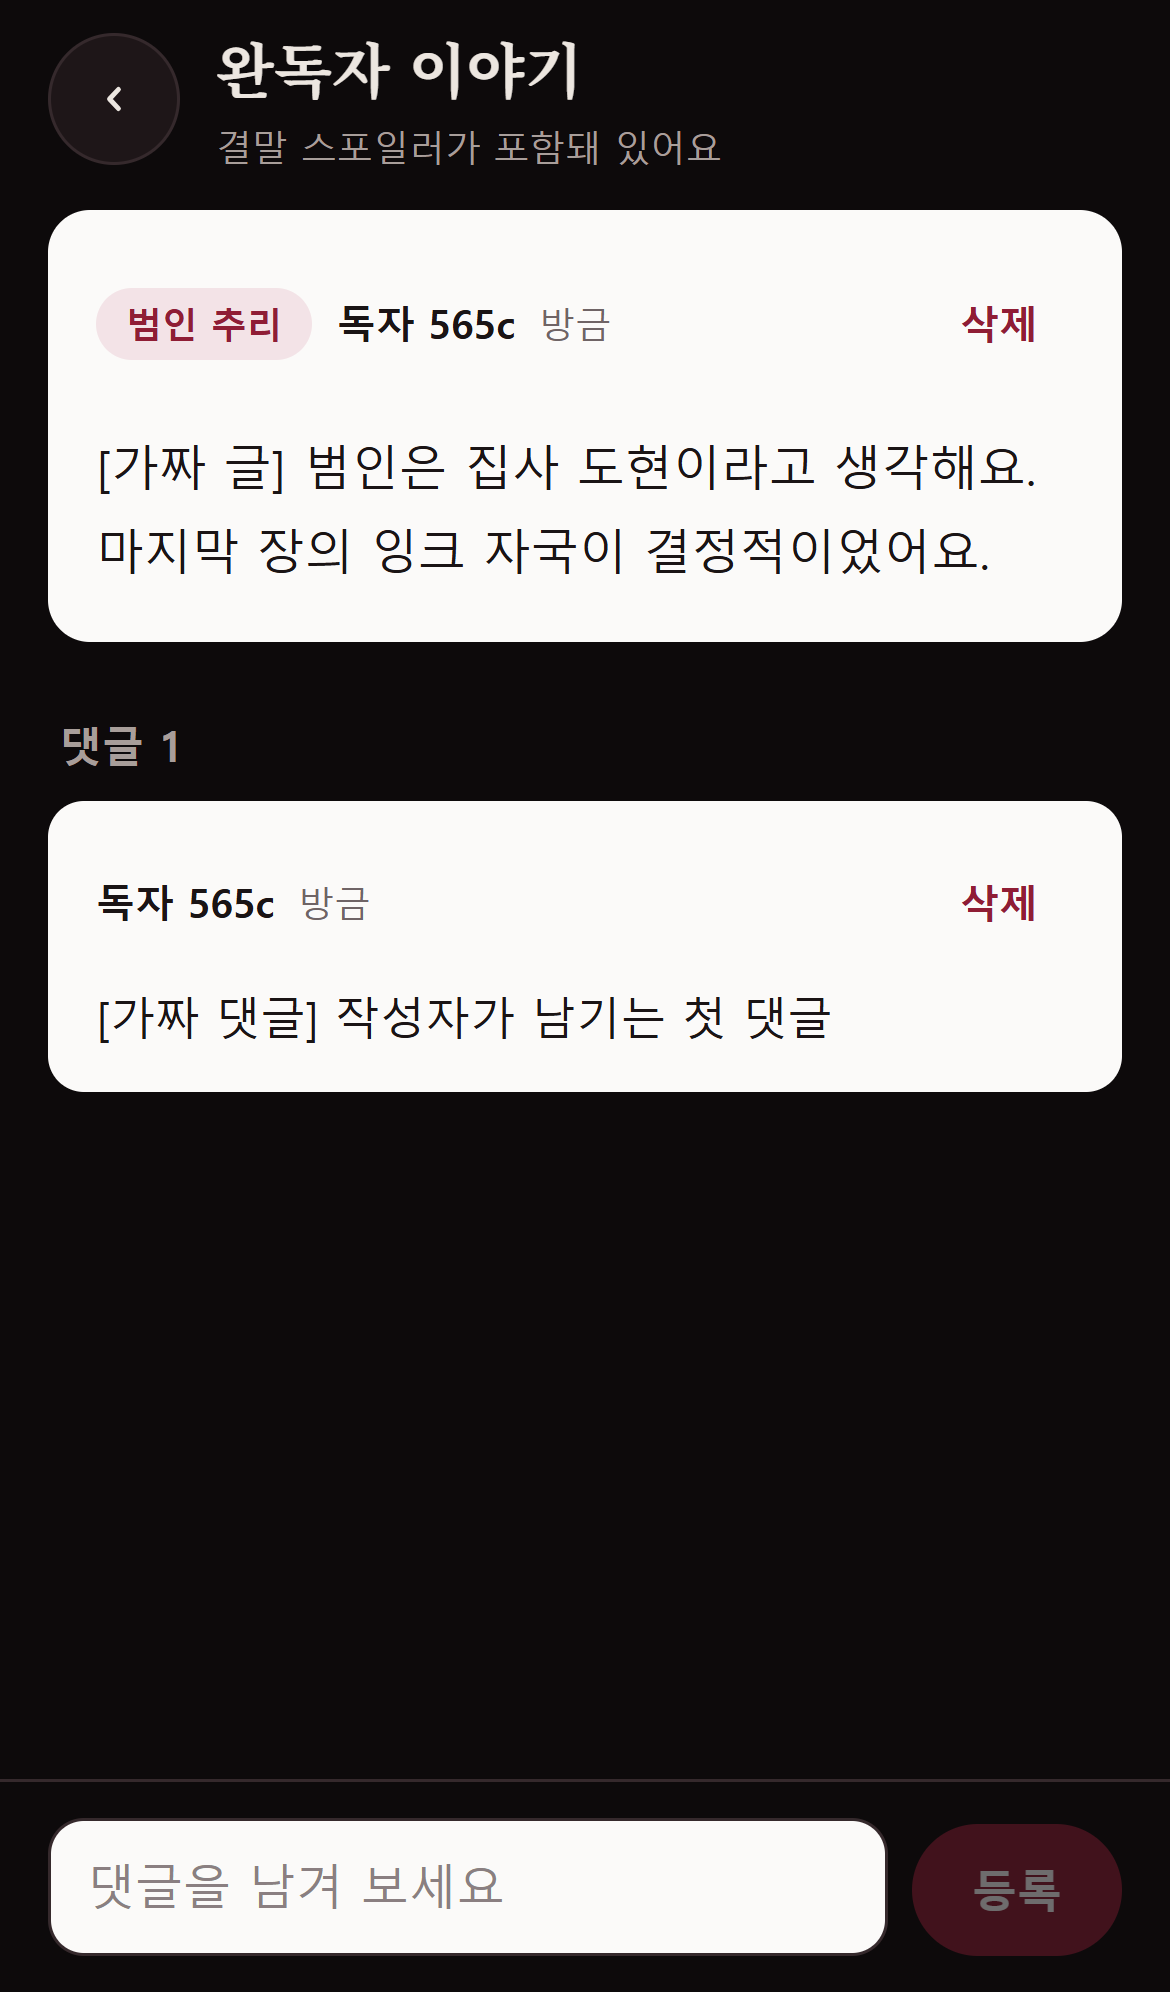 완독자 이야기
결말 스포일러가 포함돼 있어요
범인 추리 독자 565c 방금 삭제
[가짜 글] 범인은 집사 도현이라고 생각해요.
마지막 장의 잉크 자국이 결정적이었어요.
댓글 1
독자 565c 방금 삭제
[가짜 댓글] 작성자가 남기는 첫 댓글
댓글을 남겨 보세요 등록